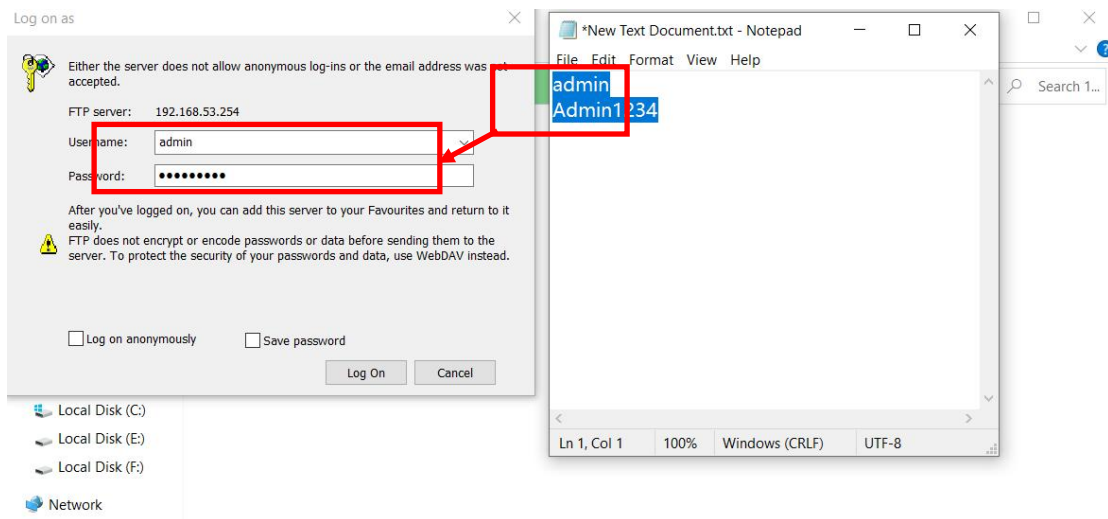 Log on as
Either the server does not allow anonymous log-ins or the email address was not
accepted.
FTP server: 192.168.53.254
Username: admin
Password: •••••••••
After you've logged on, you can add this server to your Favourites and return to it
easily.
FTP does not encrypt or encode passwords or data before sending them to the
server. To protect the security of your passwords and data, use WebDAV instead.
Log on anonymously
Save password
Log On
Cancel
Local Disk (C:)
Local Disk (E:)
Local Disk (F:)
Network
*New Text Document.txt - Notepad
File Edit Format View Help
admin
Admin1234
Ln 1, Col 1
100%
Windows (CRLF)
UTF-8
?
Search 1...